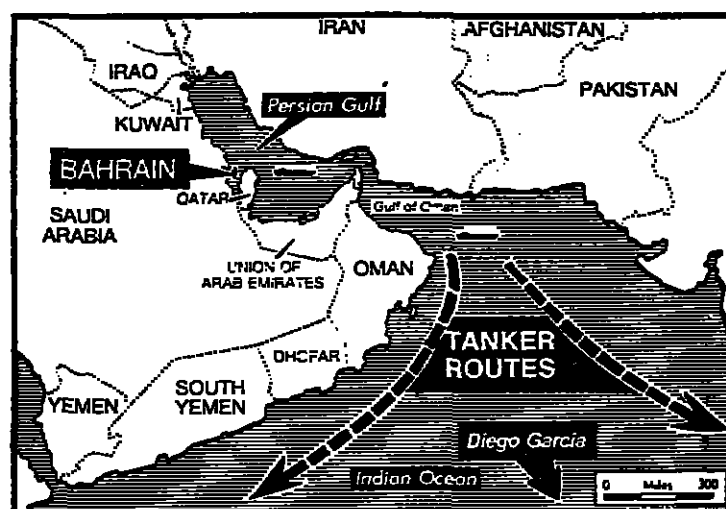 IRAN
AFGHANISTAN
IRAQ
PAKISTAN
KUWAIT
Persian Gulf
BAHRAIN
QATAR
Gulf of Oman
SAUDI
ARABIA
UNION OF
ARAB EMIRATES
OMAN
TANKER
ROUTES
DHOFAR
YEMEN
SOUTH
YEMEN
Diego Garcia
Indian Ocean
0 Miles 300